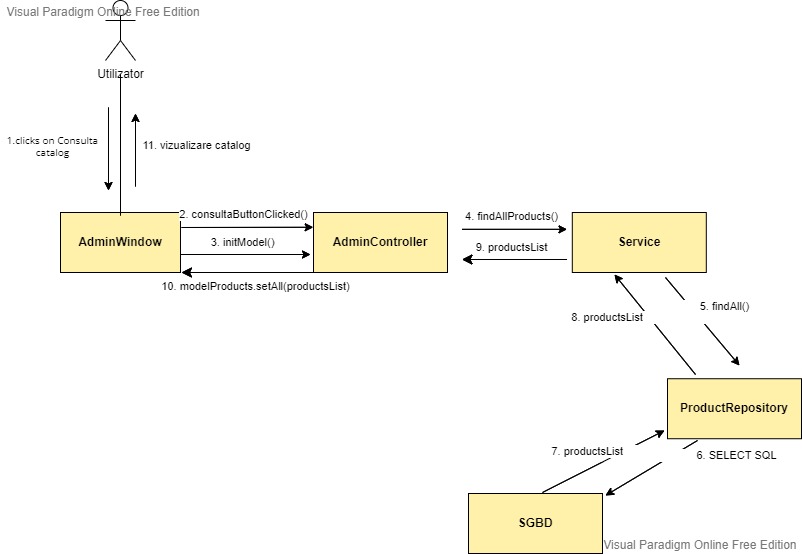 Visual Paradigm Online Free Edition
Utilizator
1.clicks on Consulta
catalog
11. vizualizare catalog
2. consultaButtonClicked()
3. initModel()
10. modelProducts.setAll(productsList)
AdminWindow
AdminController
4. findAllProducts()
9. productsList
Service
8. productsList
5. findAll()
ProductRepository
7. productsList
6. SELECT SQL
SGBD
Visual Paradigm Online Free Edition